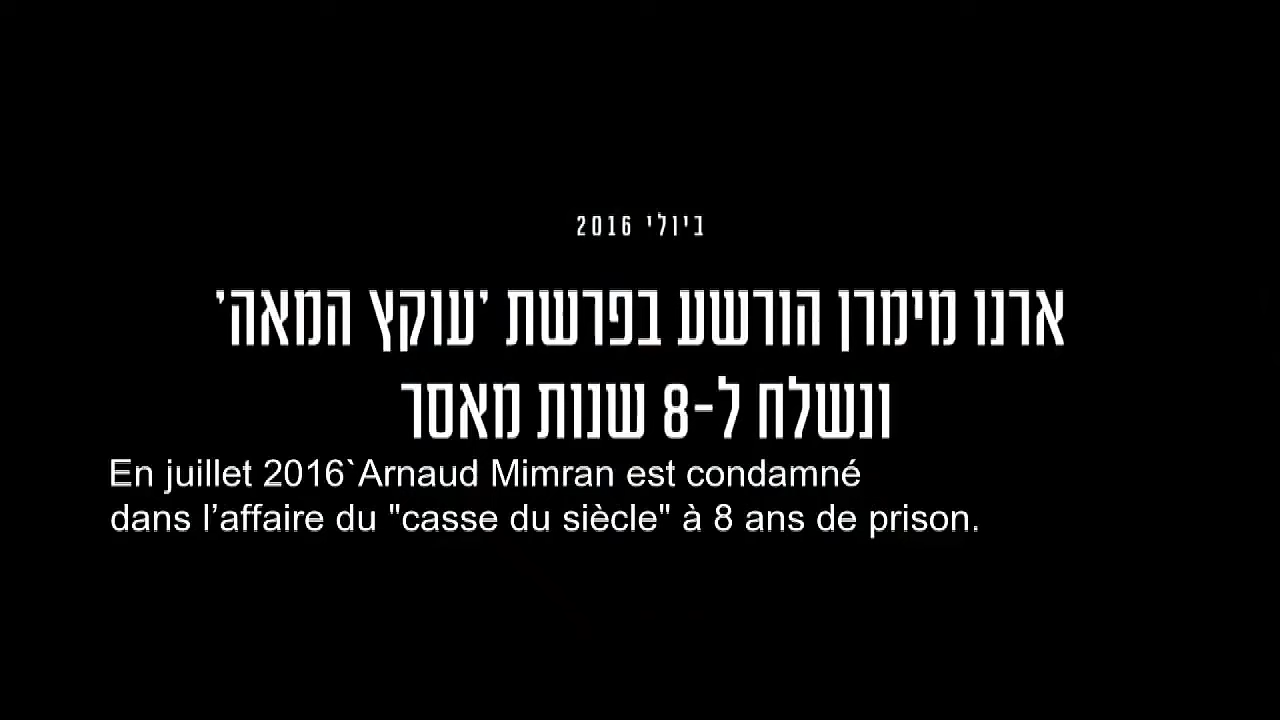 ביולי 2016
ארנו מימרן הורשע בפרשת 'עוקץ המאה'
ונשלח ל-8 שנות מאסר
En juillet 2016`Arnaud Mimran est condamné
dans l’affaire du "casse du siècle" à 8 ans de prison.